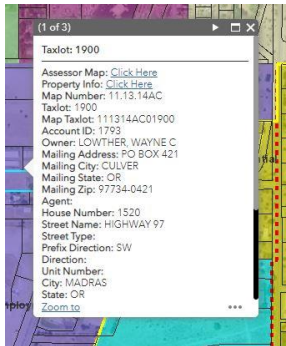 (1 of 3)
Taxlot: 1900
Assessor Map: Click Here
Property Info: Click Here
Map Number: 11.13.14AC
Taxlot: 1900
Map Taxlot: 111314AC01900
Account ID: 1793
Owner: LOWTHER, WAYNE C
Mailing Address: PO BOX 421
Mailing City: CULVER
Mailing State: OR
Mailing Zip: 97734-0421
Agent:
House Number: 1520
Street Name: HIGHWAY 97
Street Type:
Prefix Direction: SW
Direction:
Unit Number:
City: MADRAS
State: OR
Zoom to